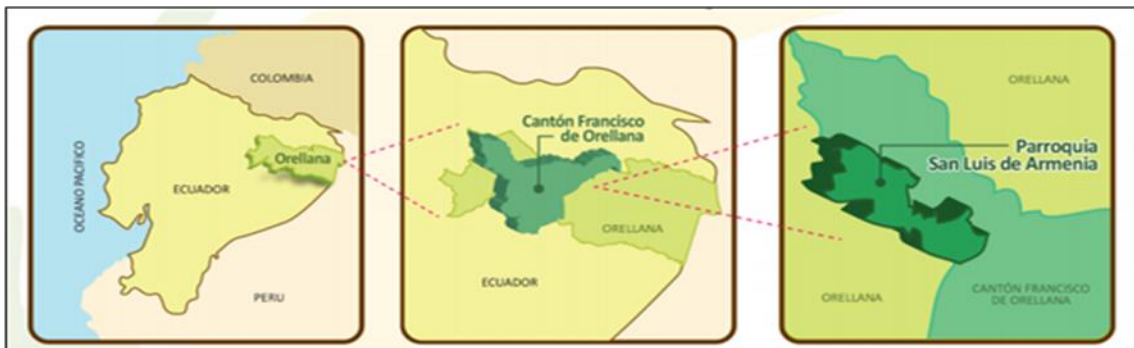 COLOMBIA
Orellana
OCEANO PACIFICO
ECUADOR
PERU
Cantón Francisco
de Orellana
ORELLANA
ECUADOR
ORELLANA
Parroquia
San Luis de Armenia
ORELLANA
CANTÓN FRANCISCO
DE ORELLANA